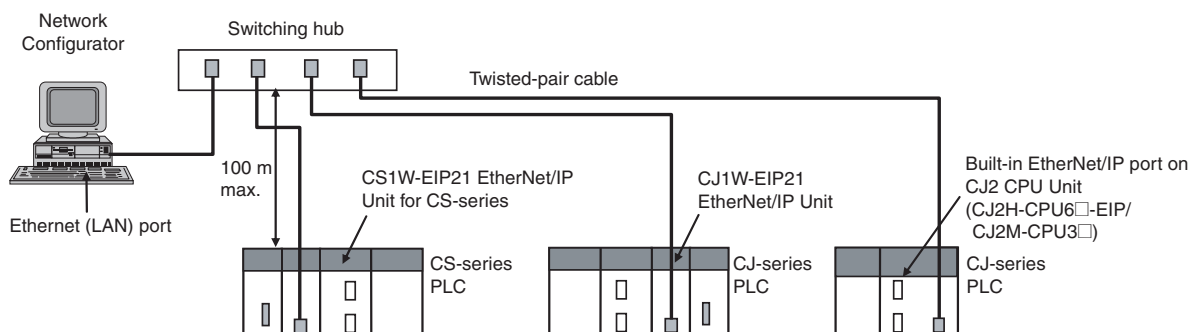 Network
Configurator
Switching hub
Twisted-pair cable
100 m
max.
CS1W-EIP21 EtherNet/IP
Unit for CS-series
CJ1W-EIP21
EtherNet/IP Unit
Built-in EtherNet/IP port on
CJ2 CPU Unit
(CJ2H-CPU6□-EIP/
CJ2M-CPU3□)
Ethernet (LAN) port
CS-series
PLC
CJ-series
PLC
CJ-series
PLC